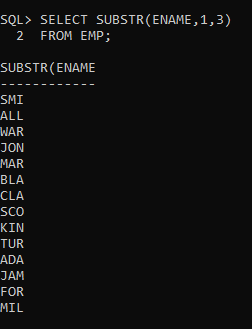 SQL> SELECT SUBSTR(ENAME,1,3)
  2  FROM EMP;
SUBSTR(ENAME
------------
SMI
ALL
WAR
JON
MAR
BLA
CLA
SCO
KIN
TUR
ADA
JAM
FOR
MIL